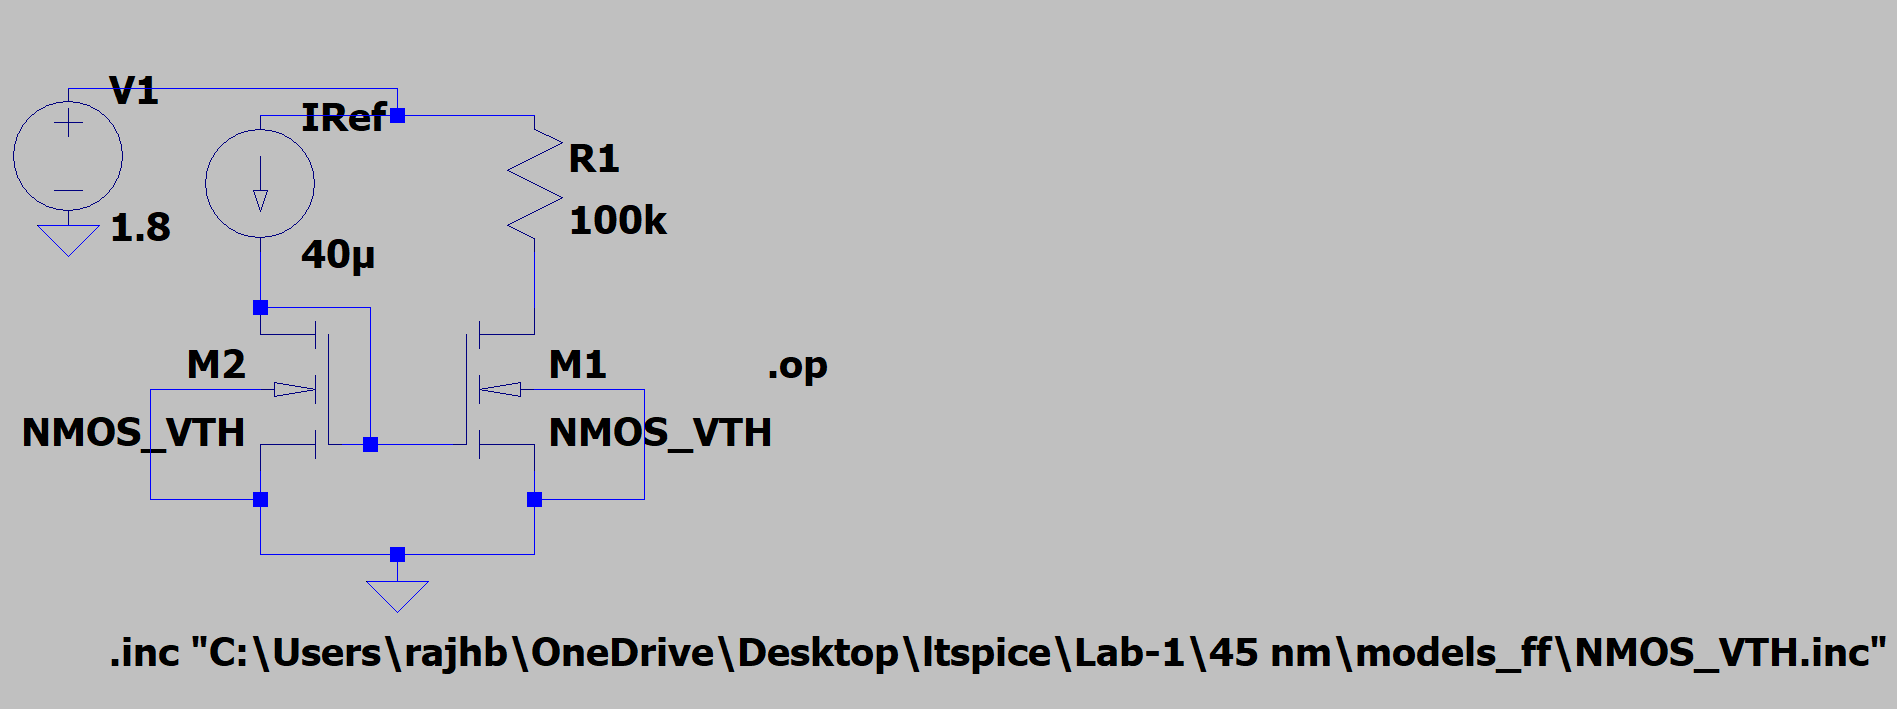 V1
IRef
R1
1.8
100k
40µ
M2
M1
.op
NMOS_VTH
NMOS_VTH
.inc "C:\Users\rajhb\OneDrive\Desktop\ltspice\Lab-1\45 nm\models_ff\NMOS_VTH.inc"